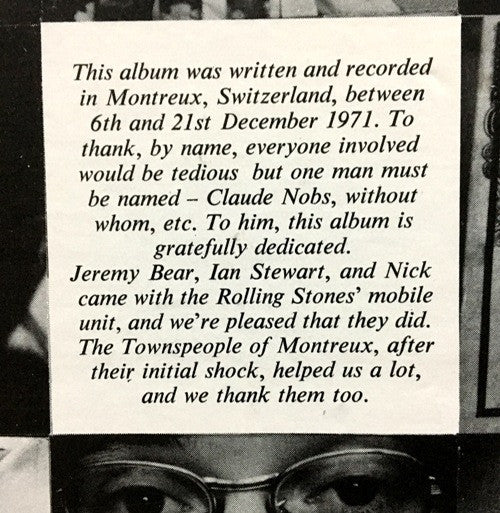 This album was written and recorded
in Montreux, Switzerland, between
6th and 21st December 1971. To
thank, by name, everyone involved
would be tedious but one man must
be named – Claude Nobs, without
whom, etc. To him, this album is
gratefully dedicated.
Jeremy Bear, Ian Stewart, and Nick
came with the Rolling Stones' mobile
unit, and we're pleased that they did.
The Townspeople of Montreux, after
their initial shock, helped us a lot,
and we thank them too.